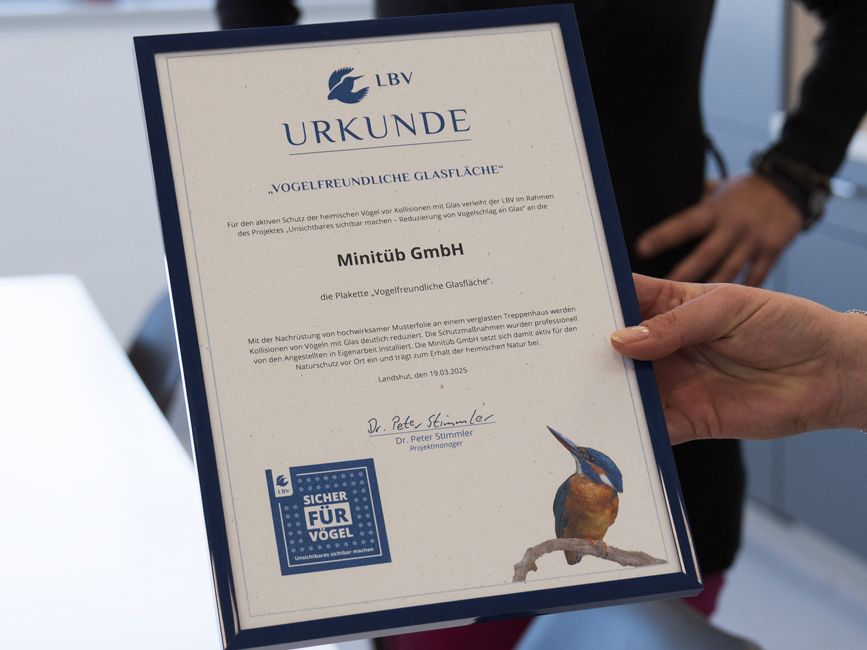 LBV
URKUNDE
„VOGELFREUNDLICHE GLASFLÄCHE“
Für den aktiven Schutz der heimischen Vögel vor Kollisionen mit Glas verleiht der LBV im Rahmen
des Projektes „Unsichtbares sichtbar machen – Reduzierung von Vogelschlag an Glas“ an die
Minitüb GmbH
die Plakette „Vogelfreundliche Glasfläche“.
Mit der Nachrüstung von hochwirksamer Musterfolie an einem verglasten Treppenhaus werden
Kollisionen von Vögeln mit Glas deutlich reduziert. Die Schutzmaßnahmen wurden professionell
von den Angestellten in Eigenarbeit installiert. Die Minitüb GmbH setzt sich damit aktiv für den
Naturschutz vor Ort ein und trägt zum Erhalt der heimischen Natur bei.
Landshut, den 19.03.2025
Dr. Peter Stimmler
Dr. Peter Stimmler
Projektmanager
LBV
SICHER
FÜR
VÖGEL
Unsichtbares sichtbar machen